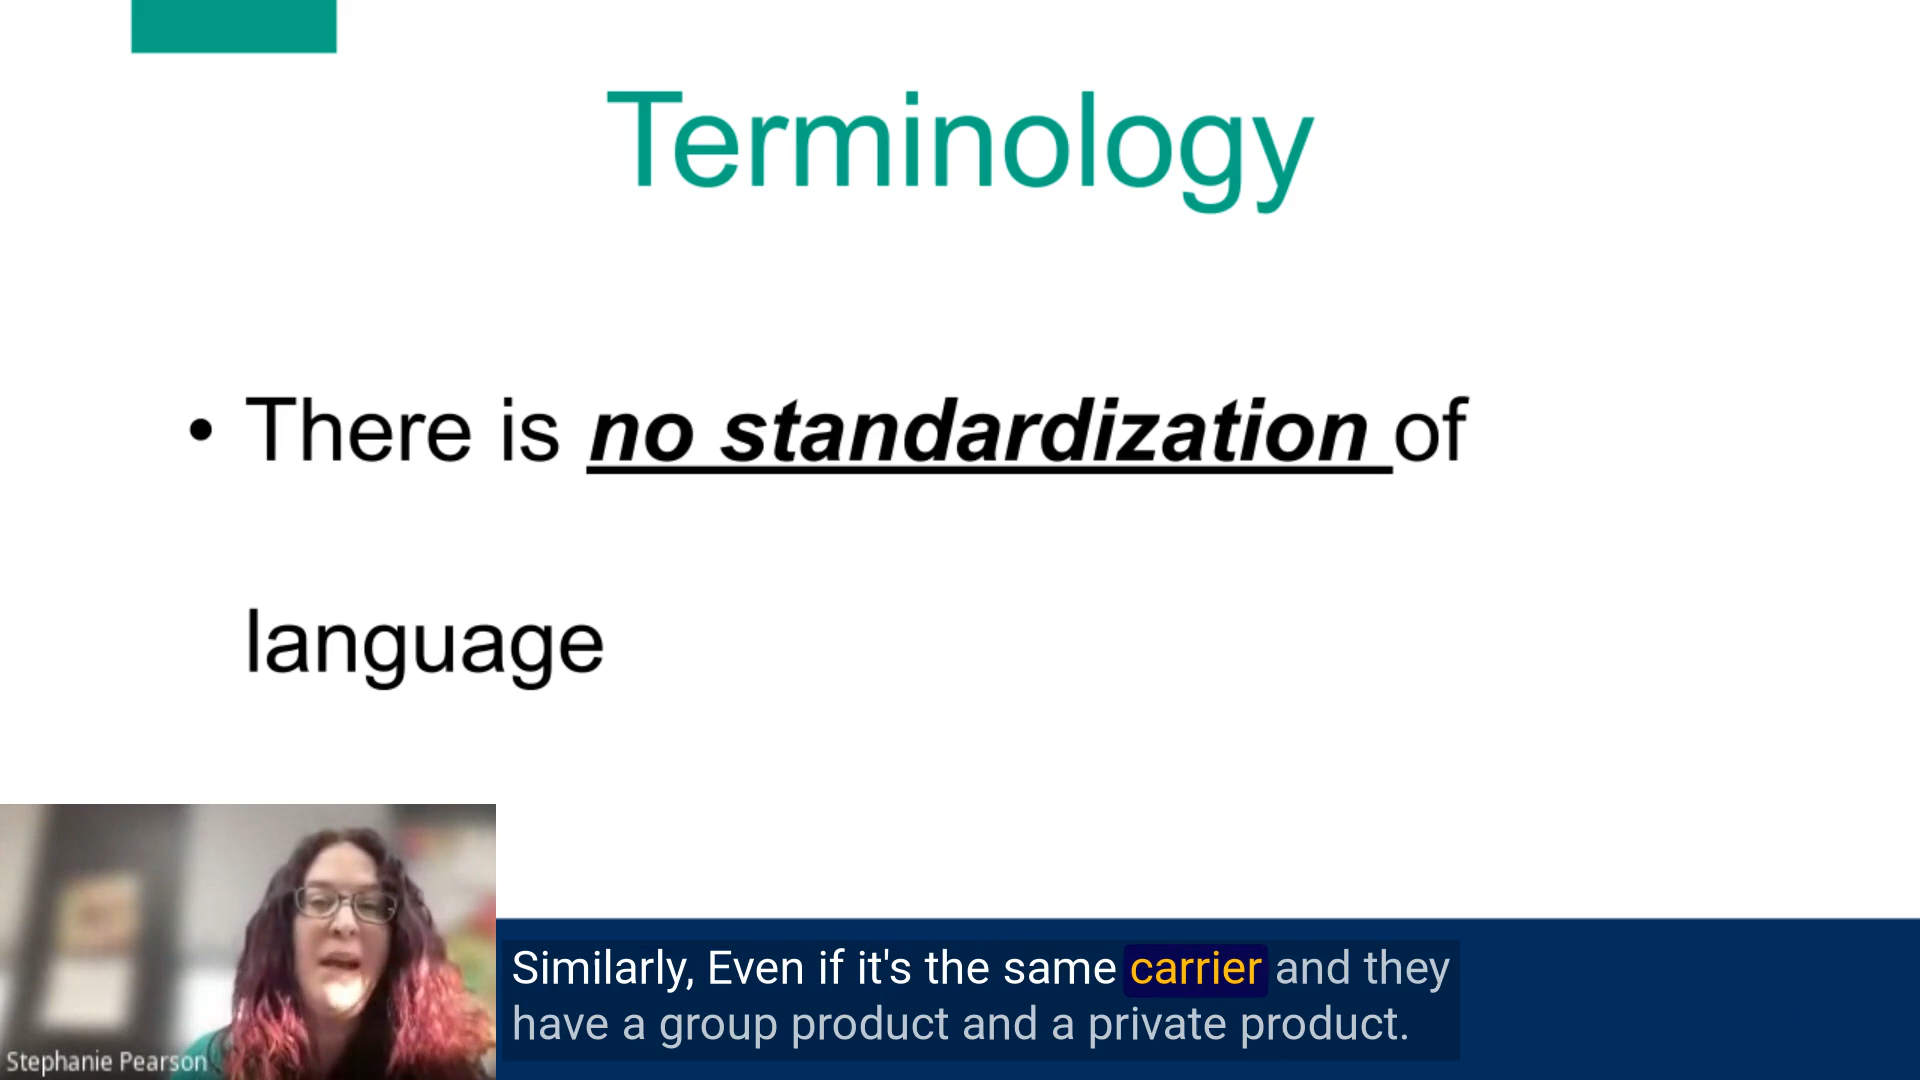 Terminology
• There is no standardization of
language
Stephanie Pearson
Similarly, Even if it's the same carrier and they
have a group product and a private product.